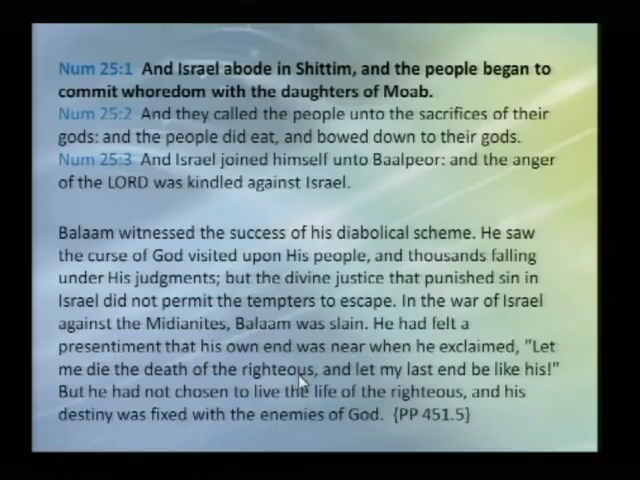 Num 25:1 And Israel abode in Shittim, and the people began to
commit whoredom with the daughters of Moab.
Num 25:2 And they called the people unto the sacrifices of their
gods: and the people did eat, and bowed down to their gods.
Num 25:3 And Israel joined himself unto Baalpeor: and the anger
of the LORD was kindled against Israel.
Balaam witnessed the success of his diabolical scheme. He saw
the curse of God visited upon His people, and thousands falling
under His judgments; but the divine justice that punished sin in
Israel did not permit the tempters to escape. In the war of Israel
against the Midianites, Balaam was slain. He had felt a
presentiment that his own end was near when he exclaimed, "Let
me die the death of the righteous, and let my last end be like his!"
But he had not chosen to live the life of the righteous, and his
destiny was fixed with the enemies of God. {PP 451.5}